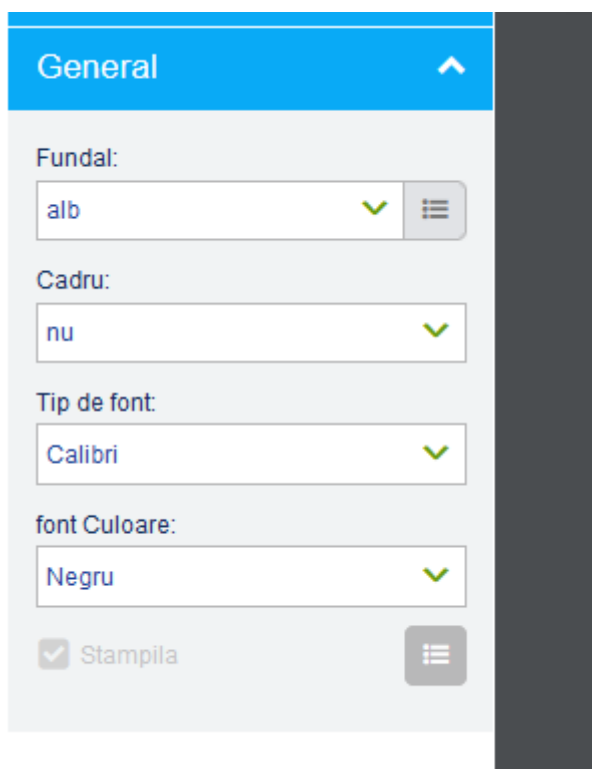 General
Fundal:
alb
Cadru:
nu
Tip de font:
Calibri
font Culoare:
Negru
Stampila